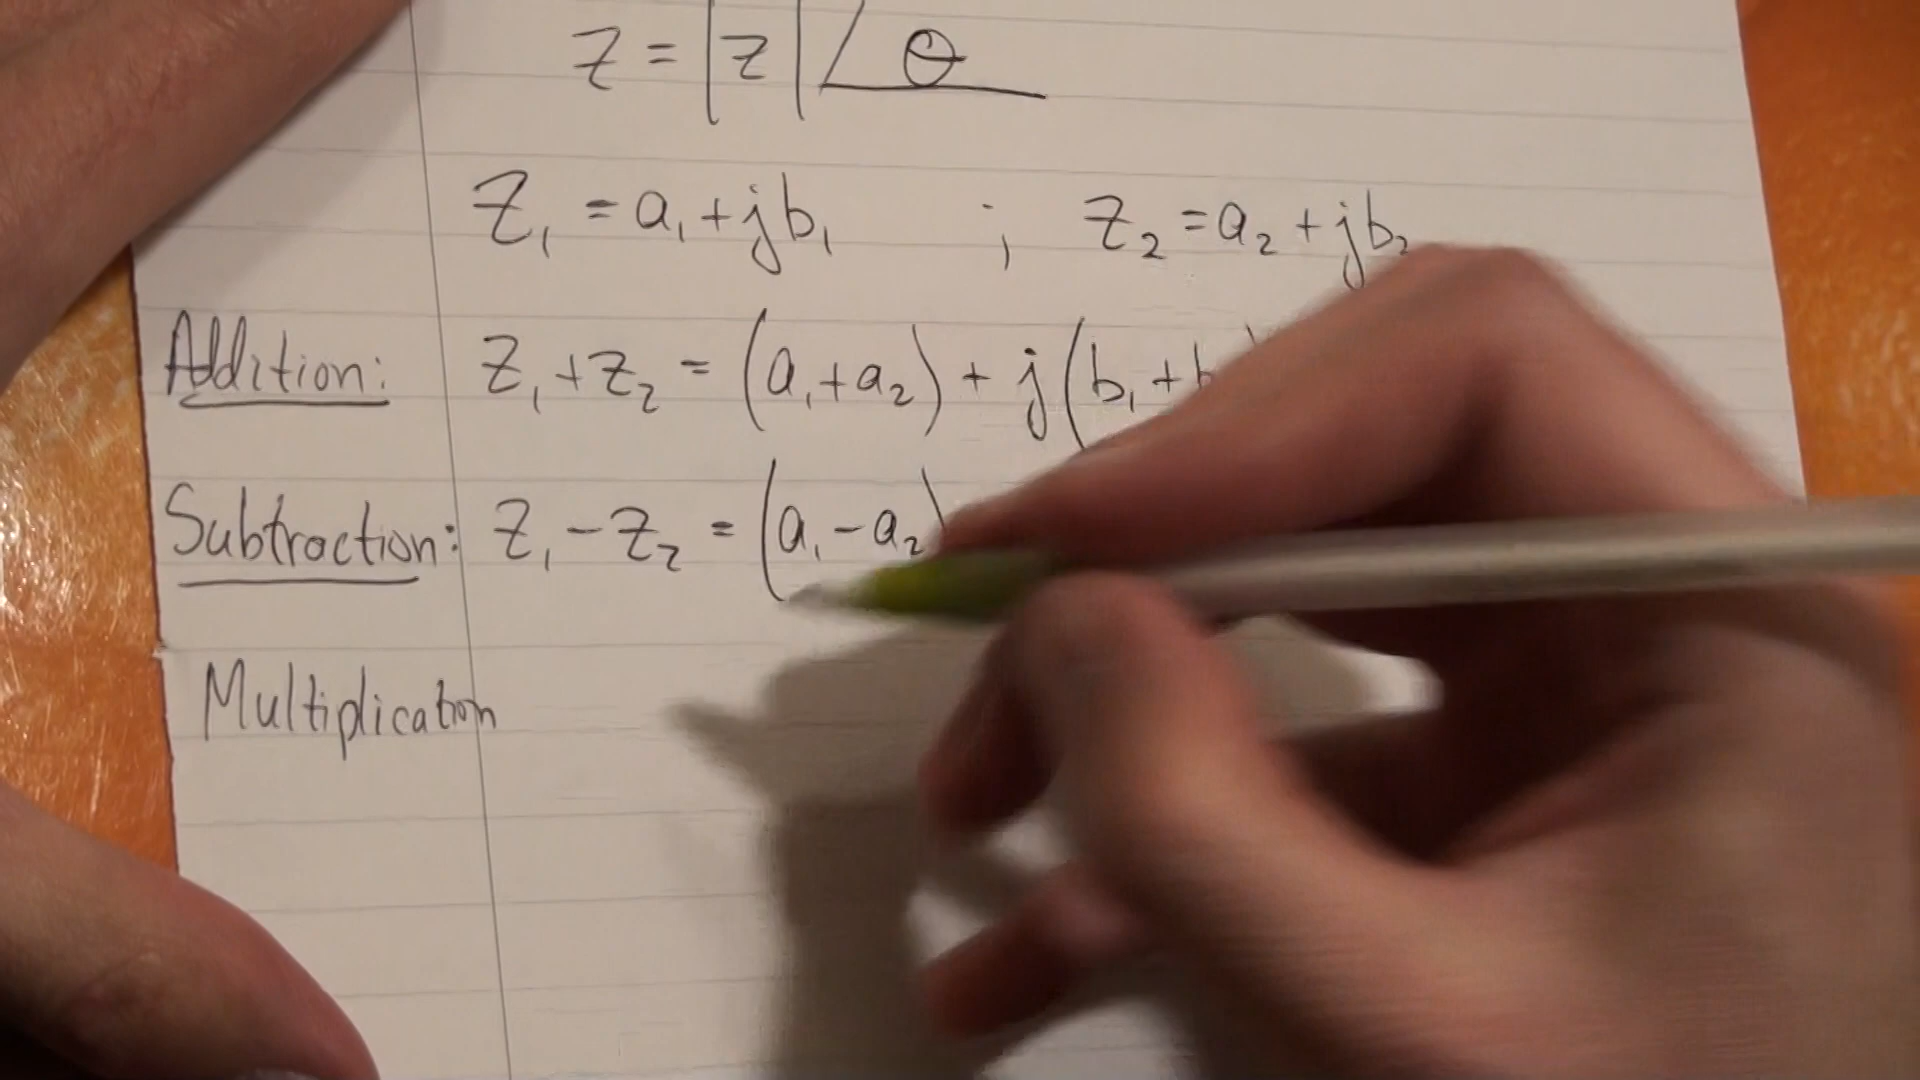 z = |z| ∠θ
z₁ = a₁ + jb₁ ; z₂ = a₂ + jb₂
Addition: z₁ + z₂ = (a₁ + a₂) + j(b₁ + b
Subtraction: z₁ − z₂ = (a₁ − a₂)
Multiplication